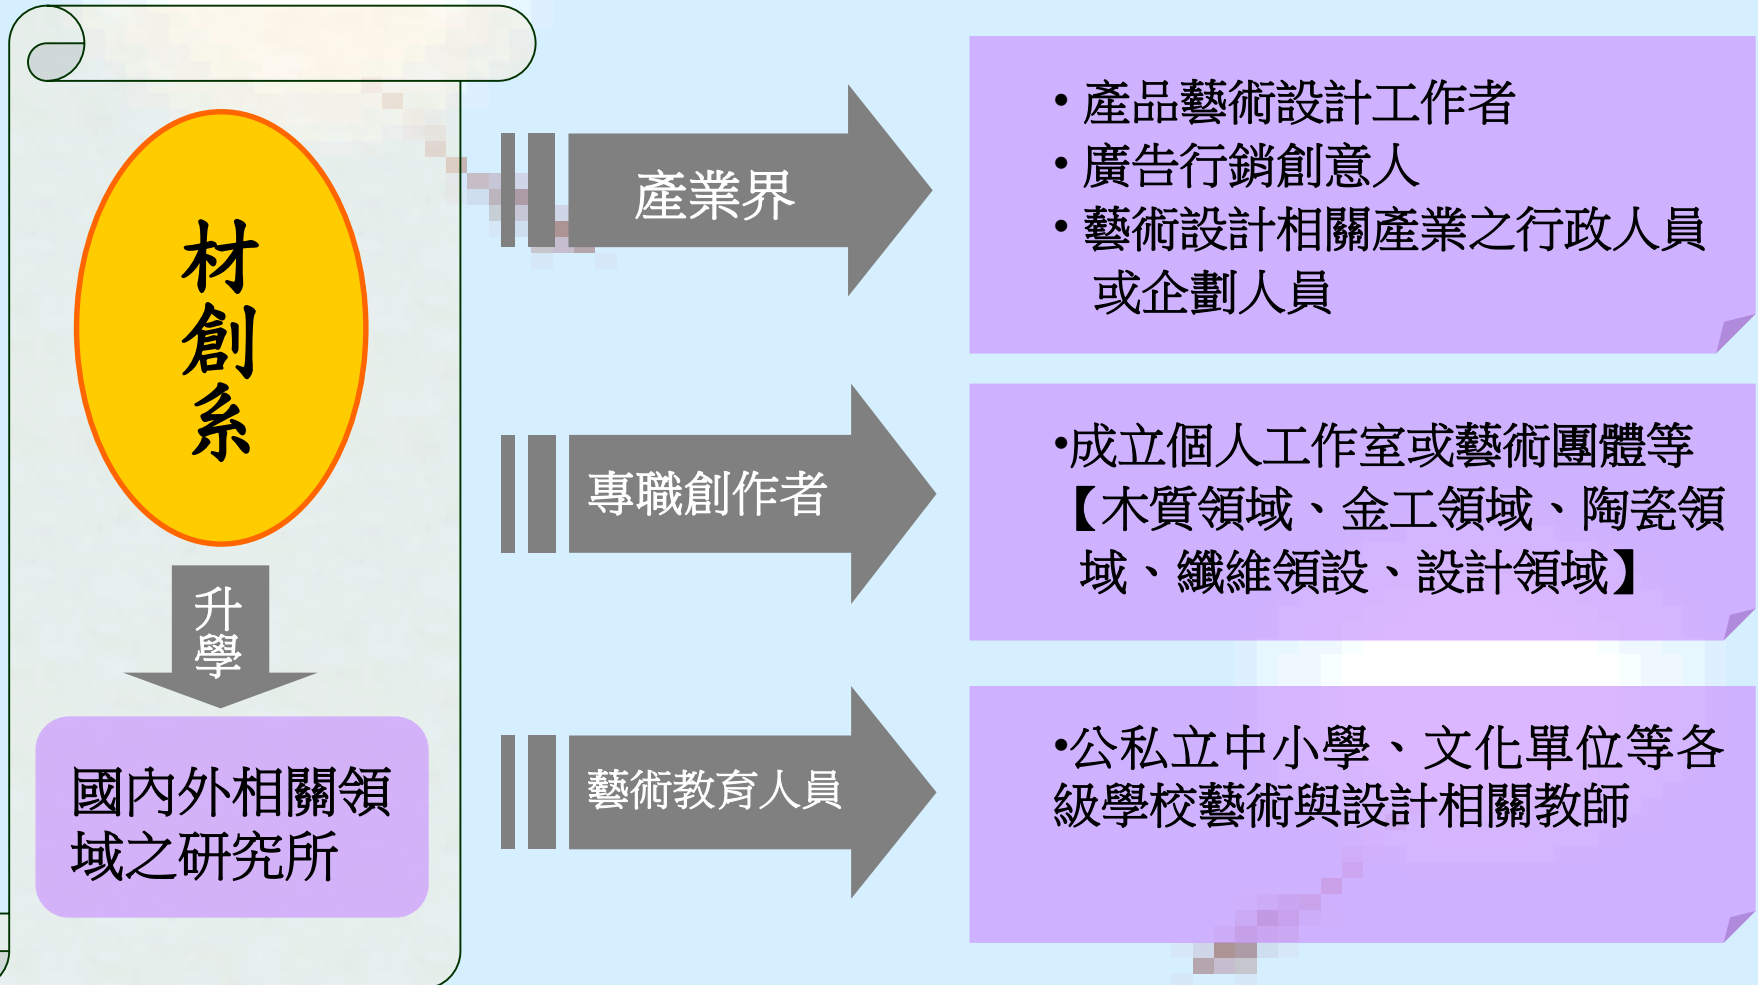 材
創
系
升
學
國內外相關領
域之研究所
產業界
• 產品藝術設計工作者
• 廣告行銷創意人
• 藝術設計相關產業之行政人員
或企劃人員
專職創作者
•成立個人工作室或藝術團體等
【木質領域、金工領域、陶瓷領
域、纖維領設、設計領域】
藝術教育人員
•公私立中小學、文化單位等各
級學校藝術與設計相關教師